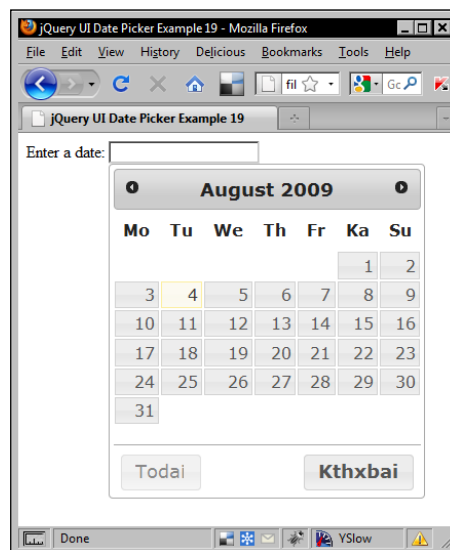 jQuery UI Date Picker Example 19 - Mozilla Firefox
File Edit View History Delicious Bookmarks Tools Help
fil Gc
jQuery UI Date Picker Example 19
Enter a date:
August 2009
Mo Tu We Th Fr Ka Su
1 2
3 4 5 6 7 8 9
10 11 12 13 14 15 16
17 18 19 20 21 22 23
24 25 26 27 28 29 30
31
Todai Kthxbai
Done YSlow